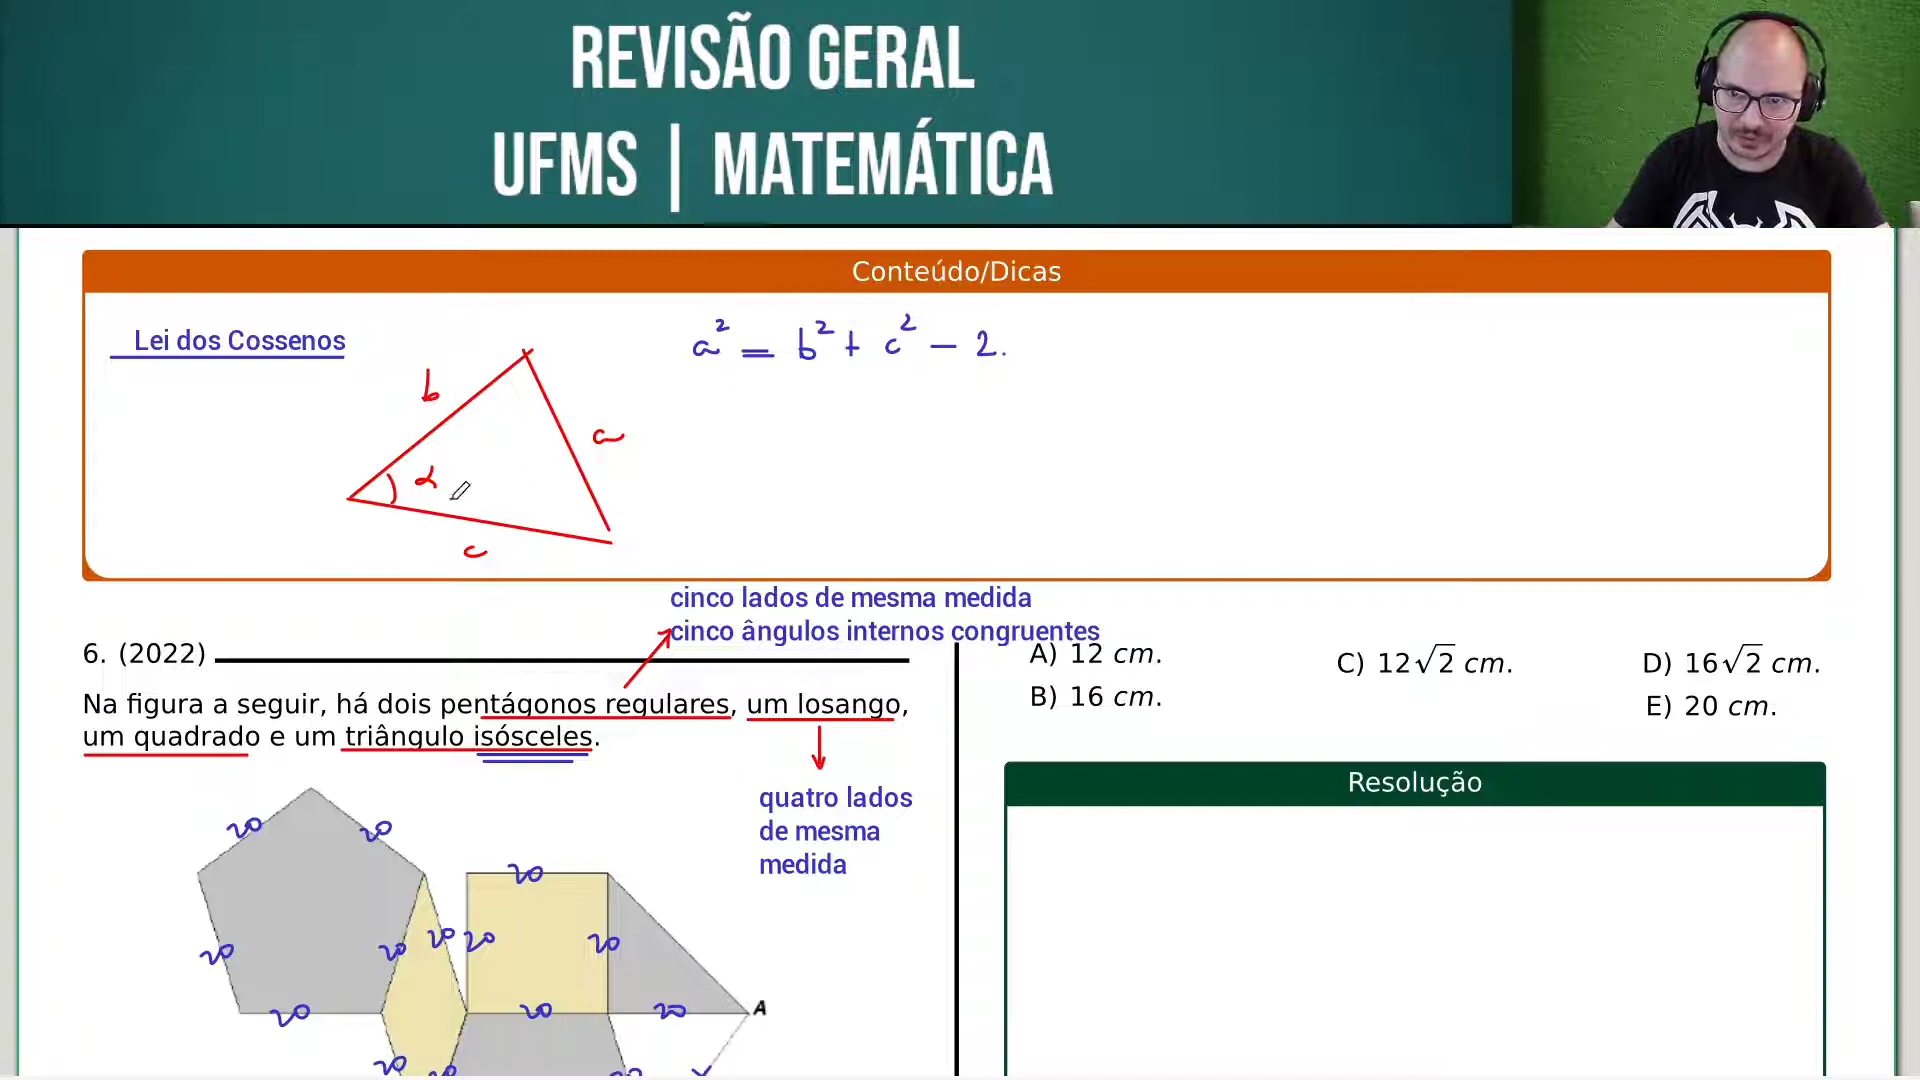 REVISÃO GERAL
UFMS | MATEMÁTICA
Conteúdo/Dicas
Lei dos Cossenos
a² = b² + c² − 2.
b
a
α
c
cinco lados de mesma medida
cinco ângulos internos congruentes
6. (2022)
Na figura a seguir, há dois pentágonos regulares, um losango,
um quadrado e um triângulo isósceles.
quatro lados
de mesma
medida
20 20
20
20 20 20 20 20
20 20 20 A
20 20 20
A) 12 cm.
B) 16 cm.
C) 12√2 cm.
D) 16√2 cm.
E) 20 cm.
Resolução